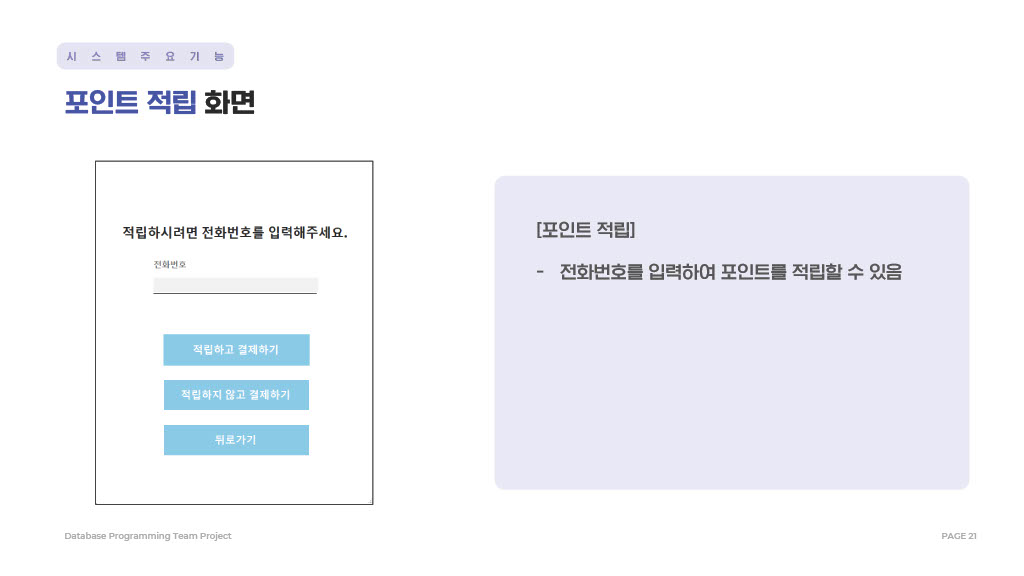 시스템주요기능
포인트 적립 화면
적립하시려면 전화번호를 입력해주세요.
전화번호
적립하고 결제하기
적립하지 않고 결제하기
뒤로가기
[포인트 적립]
- 전화번호를 입력하여 포인트를 적립할 수 있음
Database Programming Team Project
PAGE 21